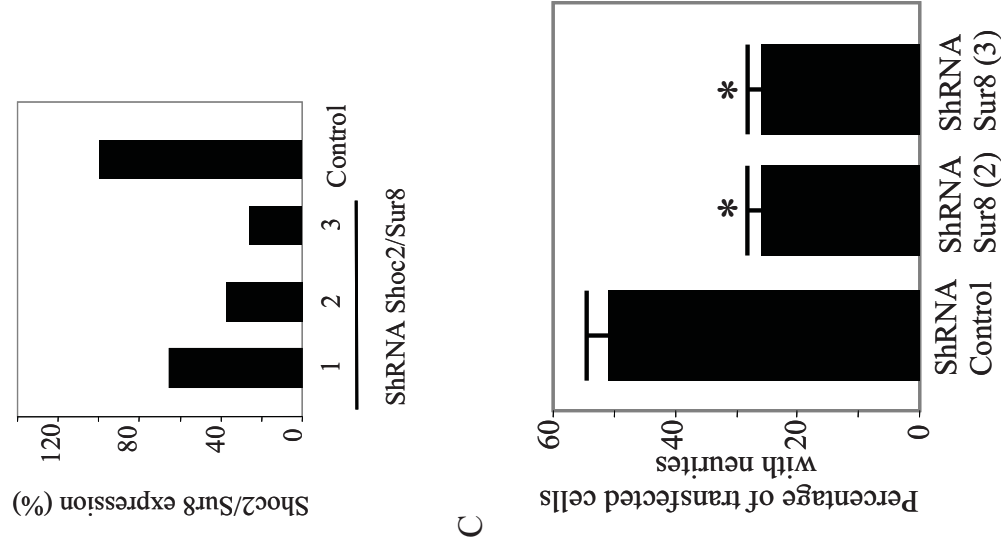 120
80
40
0
Shoc2/Sur8 expression (%)
1 2 3 Control
ShRNA Shoc2/Sur8
C
60
40
20
0
Percentage of transfected cells
with neurites
* *
ShRNA ShRNA ShRNA
Control Sur8 (2) Sur8 (3)